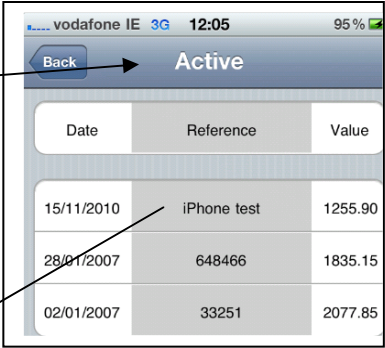 vodafone IE 3G 12:05 95%
Back Active
Date Reference Value
15/11/2010 iPhone test 1255.90
28/01/2007 648466 1835.15
02/01/2007 33251 2077.85